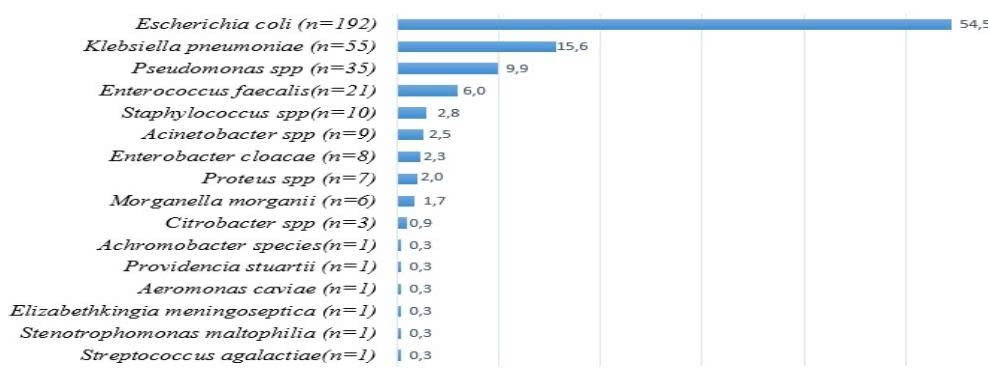 Escherichia coli (n=192) 54,5
Klebsiella pneumoniae (n=55) 15,6
Pseudomonas spp (n=35) 9,9
Enterococcus faecalis(n=21) 6,0
Staphylococcus spp(n=10) 2,8
Acinetobacter spp (n=9) 2,5
Enterobacter cloacae (n=8) 2,3
Proteus spp (n=7) 2,0
Morganella morganii (n=6) 1,7
Citrobacter spp (n=3) 0,9
Achromobacter species(n=1) 0,3
Providencia stuartii (n=1) 0,3
Aeromonas caviae (n=1) 0,3
Elizabethkingia meningoseptica (n=1) 0,3
Stenotrophomonas maltophilia (n=1) 0,3
Streptococcus agalactiae(n=1) 0,3